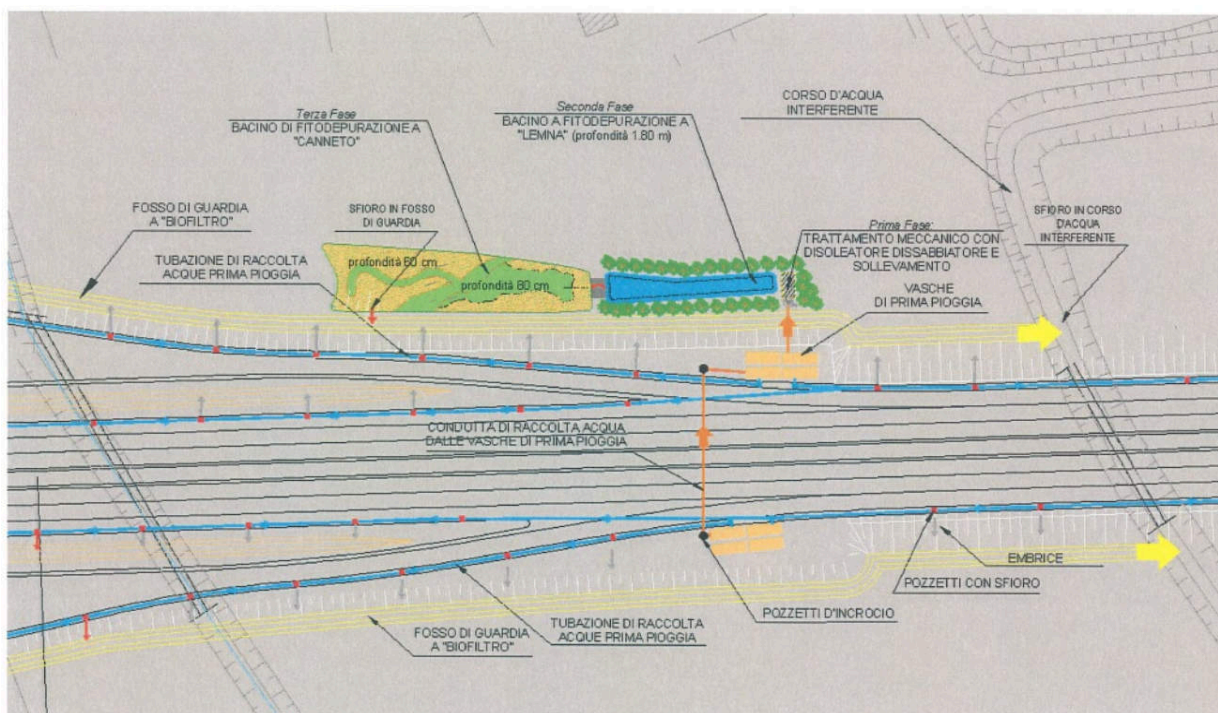 CORSO D'ACQUA
INTERFERENTE
Terza Fase
BACINO DI FITODEPURAZIONE A
"CANNETO"
Seconda Fase
BACINO A FITODEPURAZIONE A
"LEMNA" (profondità 1.80 m)
FOSSO DI GUARDIA
A "BIOFILTRO"
SFIORO IN FOSSO
DI GUARDIA
SFIORO IN CORSO
D'ACQUA
INTERFERENTE
Prima Fase:
TRATTAMENTO MECCANICO CON
DISOLEATORE DISSABBIATORE E
SOLLEVAMENTO
TUBAZIONE DI RACCOLTA
ACQUE PRIMA PIOGGIA
profondità 60 cm
profondità 80 cm
VASCHE
DI PRIMA PIOGGIA
CONDUTTA DI RACCOLTA ACQUA
DALLE VASCHE DI PRIMA PIOGGIA
EMBRICE
POZZETTI CON SFIORO
POZZETTI D'INCROCIO
TUBAZIONE DI RACCOLTA
ACQUE PRIMA PIOGGIA
FOSSO DI GUARDIA
A "BIOFILTRO"